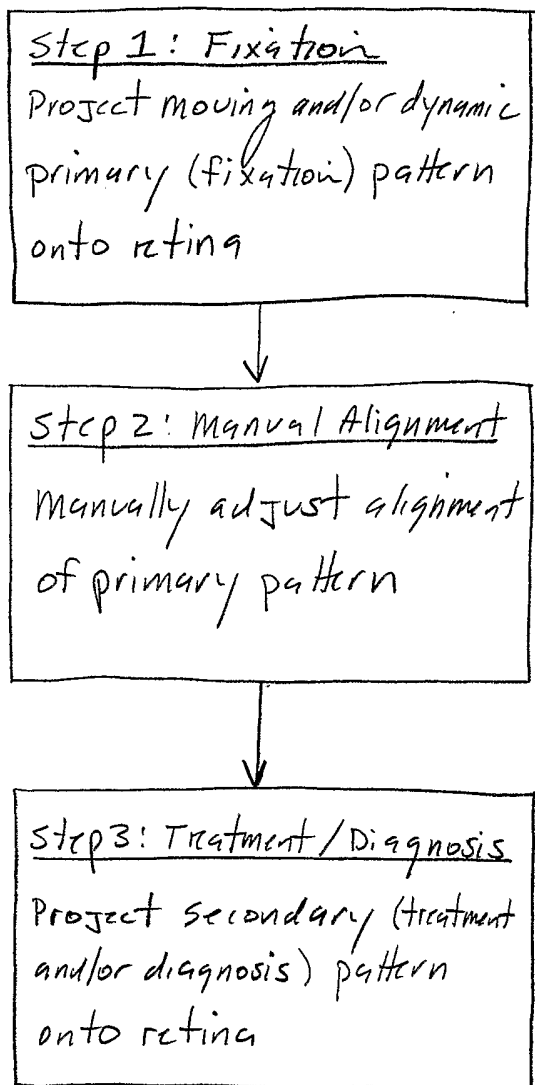 Step 1: Fixation
Project moving and/or dynamic
primary (fixation) pattern
onto retina
Step 2: Manual Alignment
Manually adjust alignment
of primary pattern
Step 3: Treatment/Diagnosis
Project secondary (treatment
and/or diagnosis) pattern
onto retina